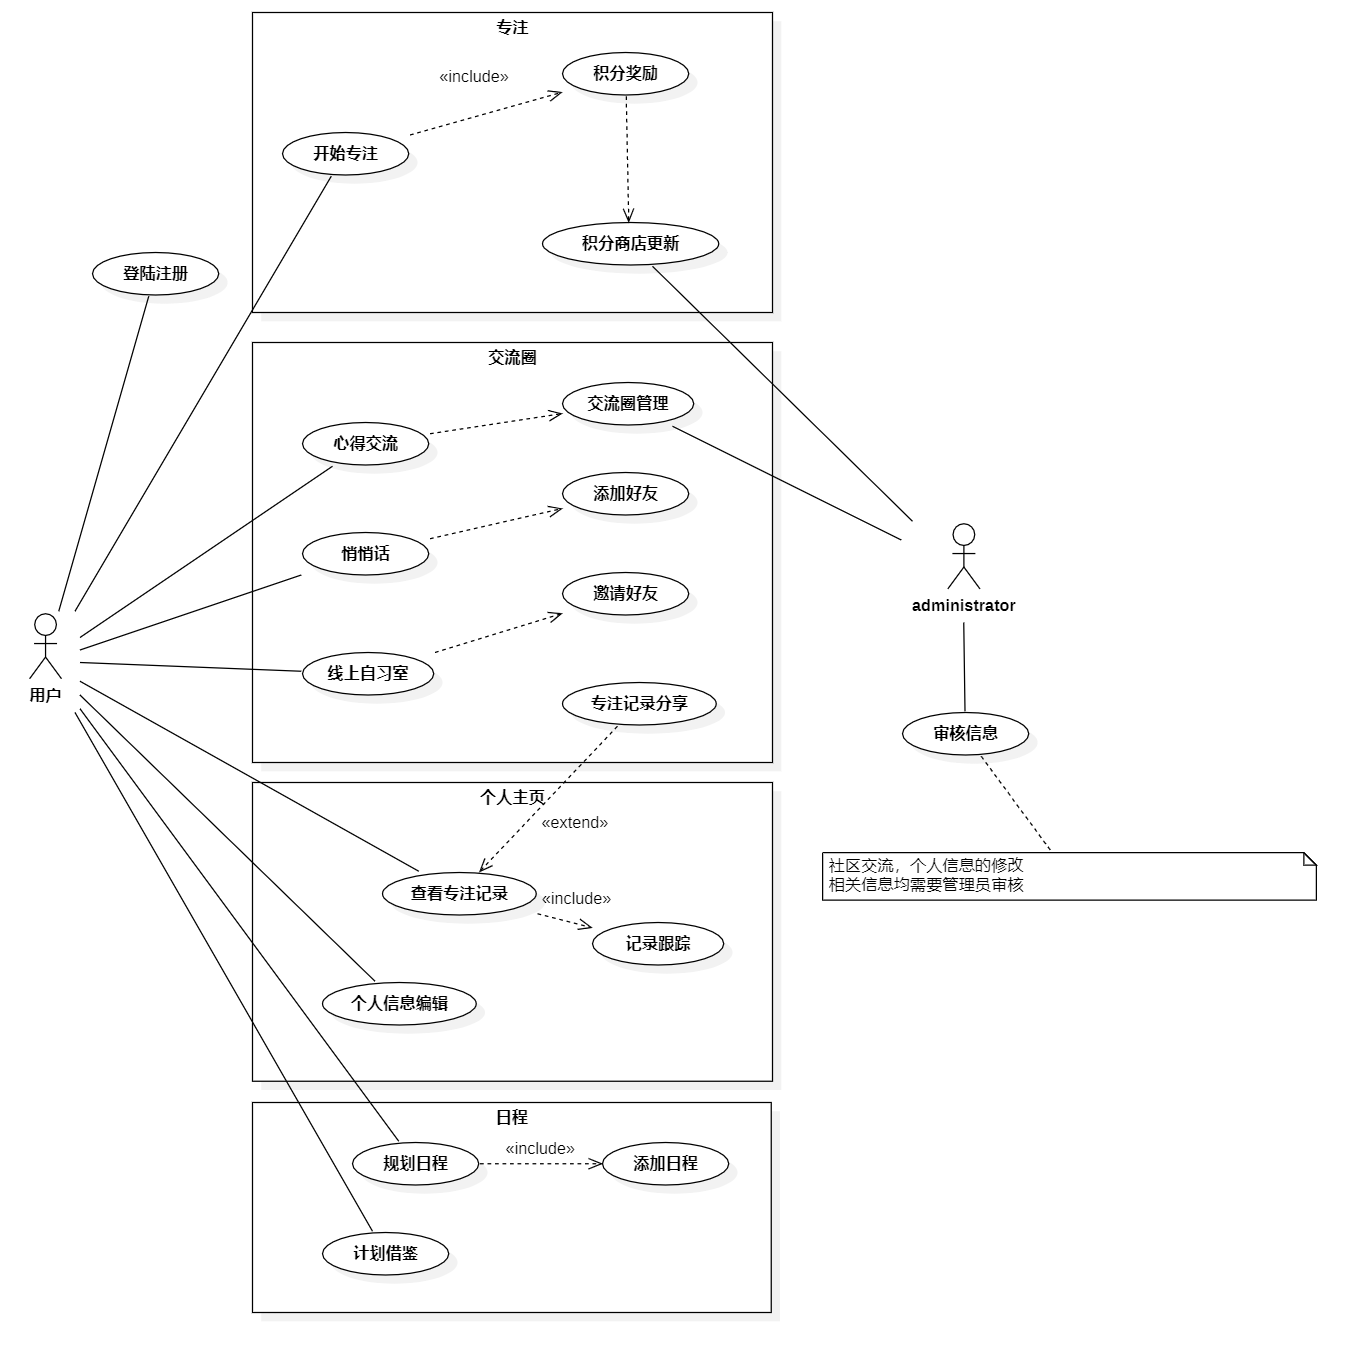 专注
«include»
积分奖励
开始专注
积分商店更新
登陆注册
交流圈
交流圈管理
心得交流
添加好友
悄悄话
邀请好友
线上自习室
专注记录分享
用户
administrator
审核信息
个人主页
«extend»
社区交流，个人信息的修改
相关信息均需要管理员审核
查看专注记录
«include»
记录跟踪
个人信息编辑
日程
«include»
规划日程
添加日程
计划借鉴